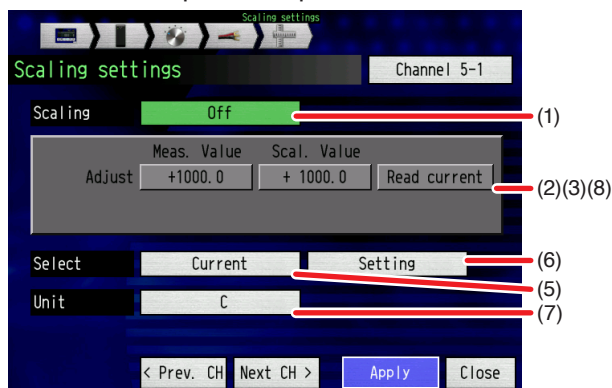 Scaling settings
Scaling settings Channel 5-1
Scaling Off (1)
Meas. Value Scal. Value
Adjust +1000.0 + 1000.0 Read current (2)(3)(8)
Select Current Setting (6)
(5)
Unit C (7)
< Prev. CH Next CH > Apply Close